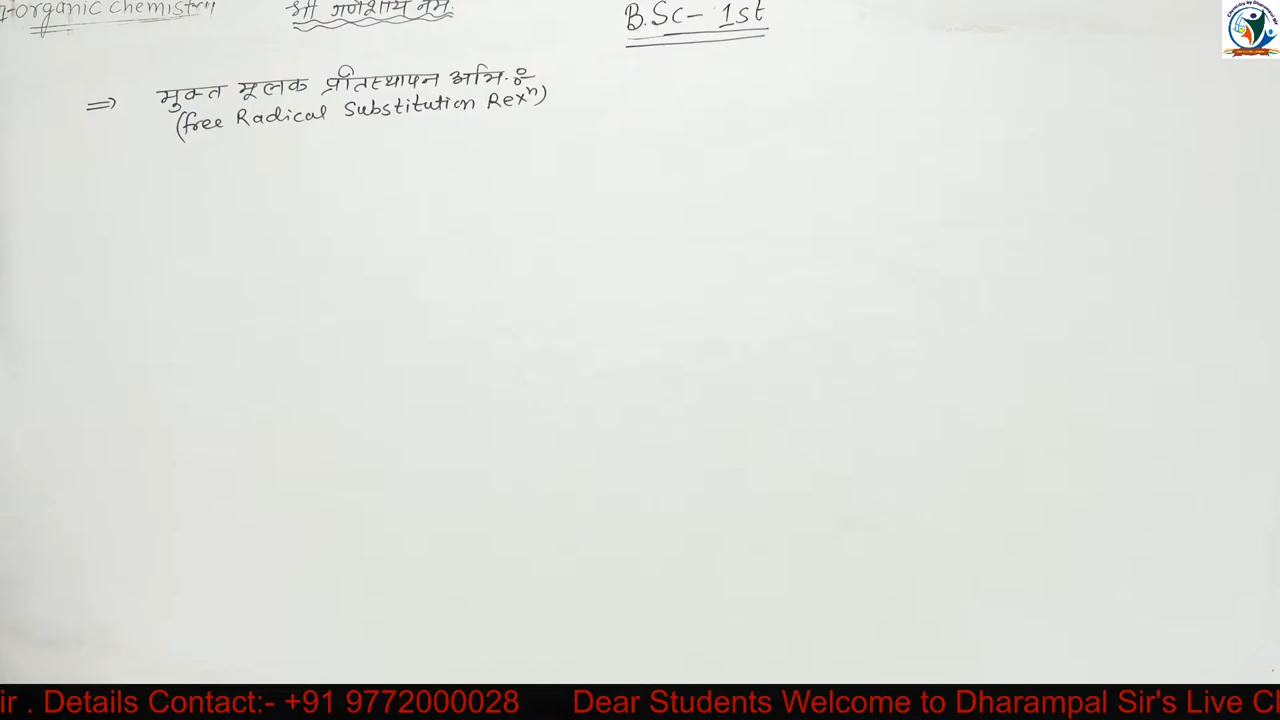 organic chemistry
श्री गणेशाय नमः
B.Sc- 1st
⇒ मुक्त मूलक प्रतिस्थापन अभि.ः-
(free Radical Substitution Rexⁿ)
ir . Details Contact:- +91 9772000028 Dear Students Welcome to Dharampal Sir's Live Cl